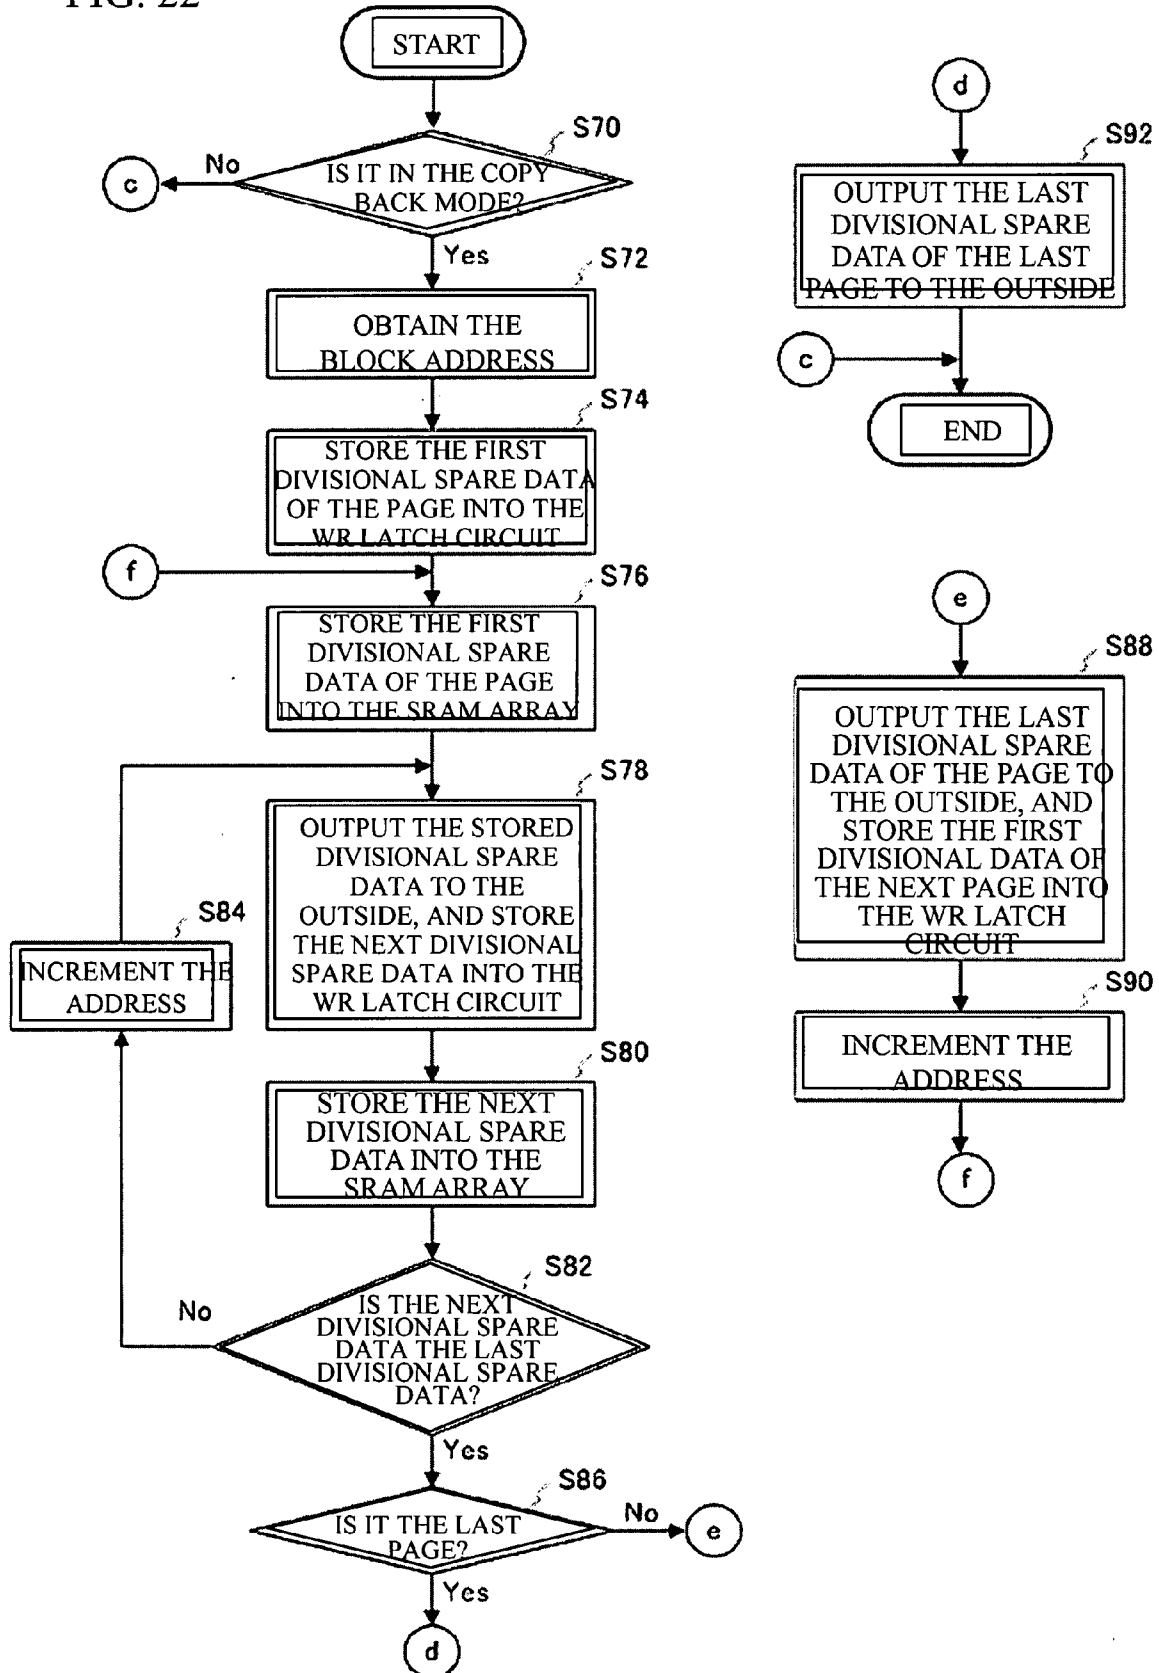 FIG. 22
START
S70
No
c
IS IT IN THE COPY
BACK MODE?
Yes
S72
OBTAIN THE
BLOCK ADDRESS
S74
STORE THE FIRST
DIVISIONAL SPARE DATA
OF THE PAGE INTO THE
WR LATCH CIRCUIT
f
S76
STORE THE FIRST
DIVISIONAL SPARE
DATA OF THE PAGE
INTO THE SRAM ARRAY
S78
OUTPUT THE STORED
DIVISIONAL SPARE
DATA TO THE
OUTSIDE, AND STORE
THE NEXT DIVISIONAL
SPARE DATA INTO THE
WR LATCH CIRCUIT
S84
INCREMENT THE
ADDRESS
S80
STORE THE NEXT
DIVISIONAL SPARE
DATA INTO THE
SRAM ARRAY
S82
No
IS THE NEXT
DIVISIONAL SPARE
DATA THE LAST
DIVISIONAL SPARE
DATA?
Yes
S86
IS IT THE LAST
PAGE?
No
e
Yes
d
d
S92
OUTPUT THE LAST
DIVISIONAL SPARE
DATA OF THE LAST
PAGE TO THE OUTSIDE
c
END
e
S88
OUTPUT THE LAST
DIVISIONAL SPARE
DATA OF THE PAGE TO
THE OUTSIDE, AND
STORE THE FIRST
DIVISIONAL DATA OF
THE NEXT PAGE INTO
THE WR LATCH
CIRCUIT
S90
INCREMENT THE
ADDRESS
f